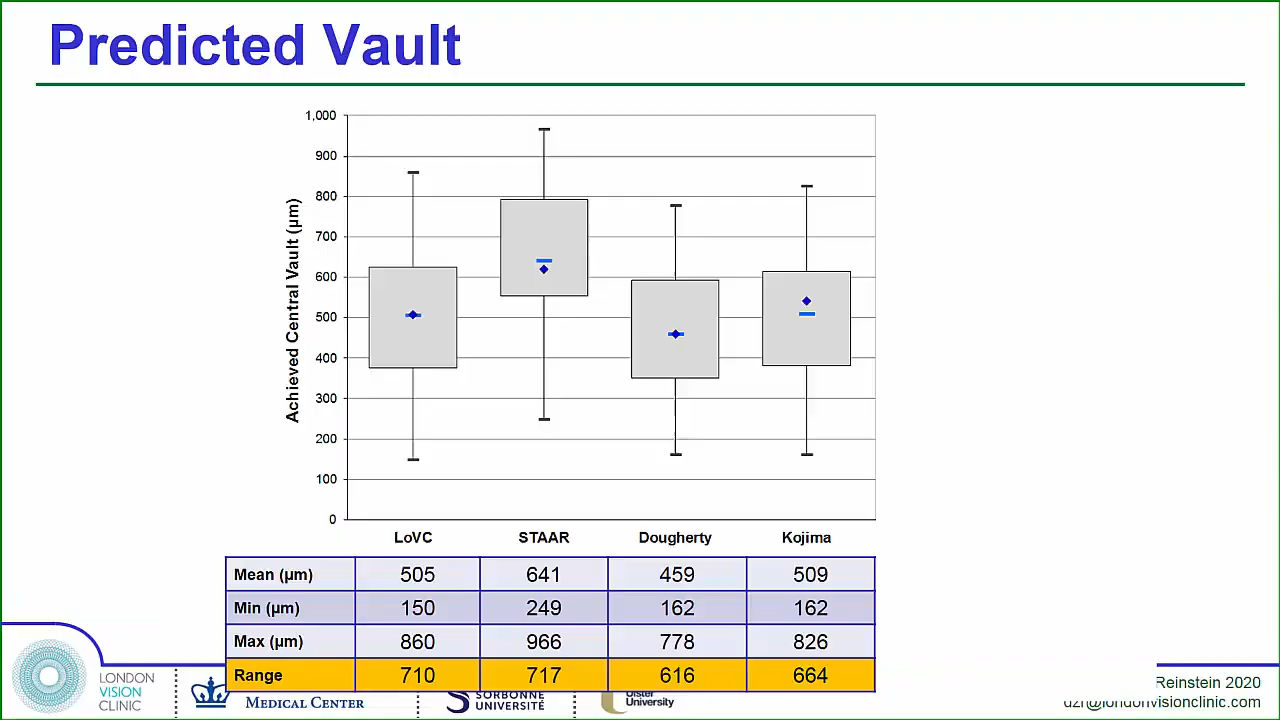 Predicted Vault
Achieved Central Vault (µm)
1,000
900
800
700
600
500
400
300
200
100
0
LoVC STAAR Dougherty Kojima
Mean (µm) 505 641 459 509
Min (µm) 150 249 162 162
Max (µm) 860 966 778 826
Range 710 717 616 664
LONDON
VISION
CLINIC
MEDICAL CENTER
SORBONNE
UNIVERSITÉ
Ulster
University
Reinstein 2020
dzr@londonvisionclinic.com